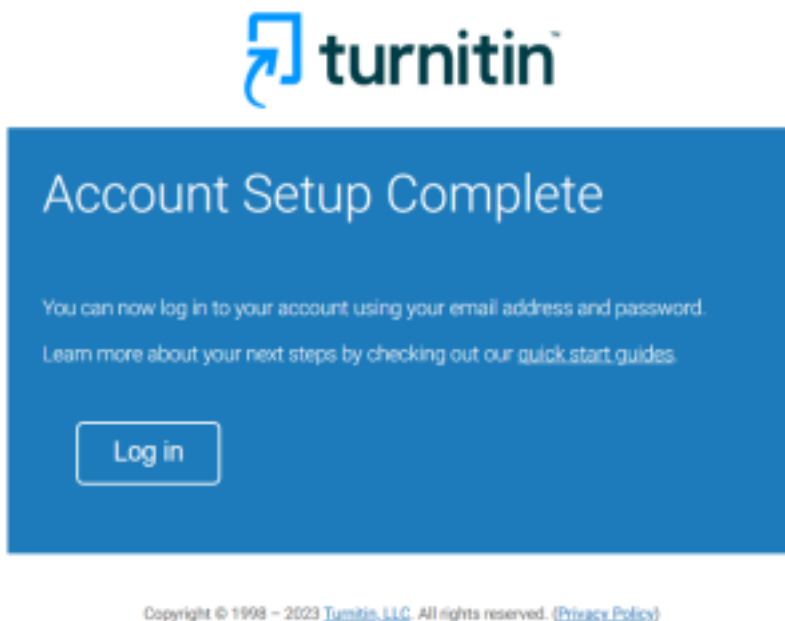 turnitin™
Account Setup Complete
You can now log in to your account using your email address and password.
Learn more about your next steps by checking out our quick start guides.
Log in
Copyright © 1998 – 2023 Turnitin, LLC. All rights reserved. (Privacy Policy)